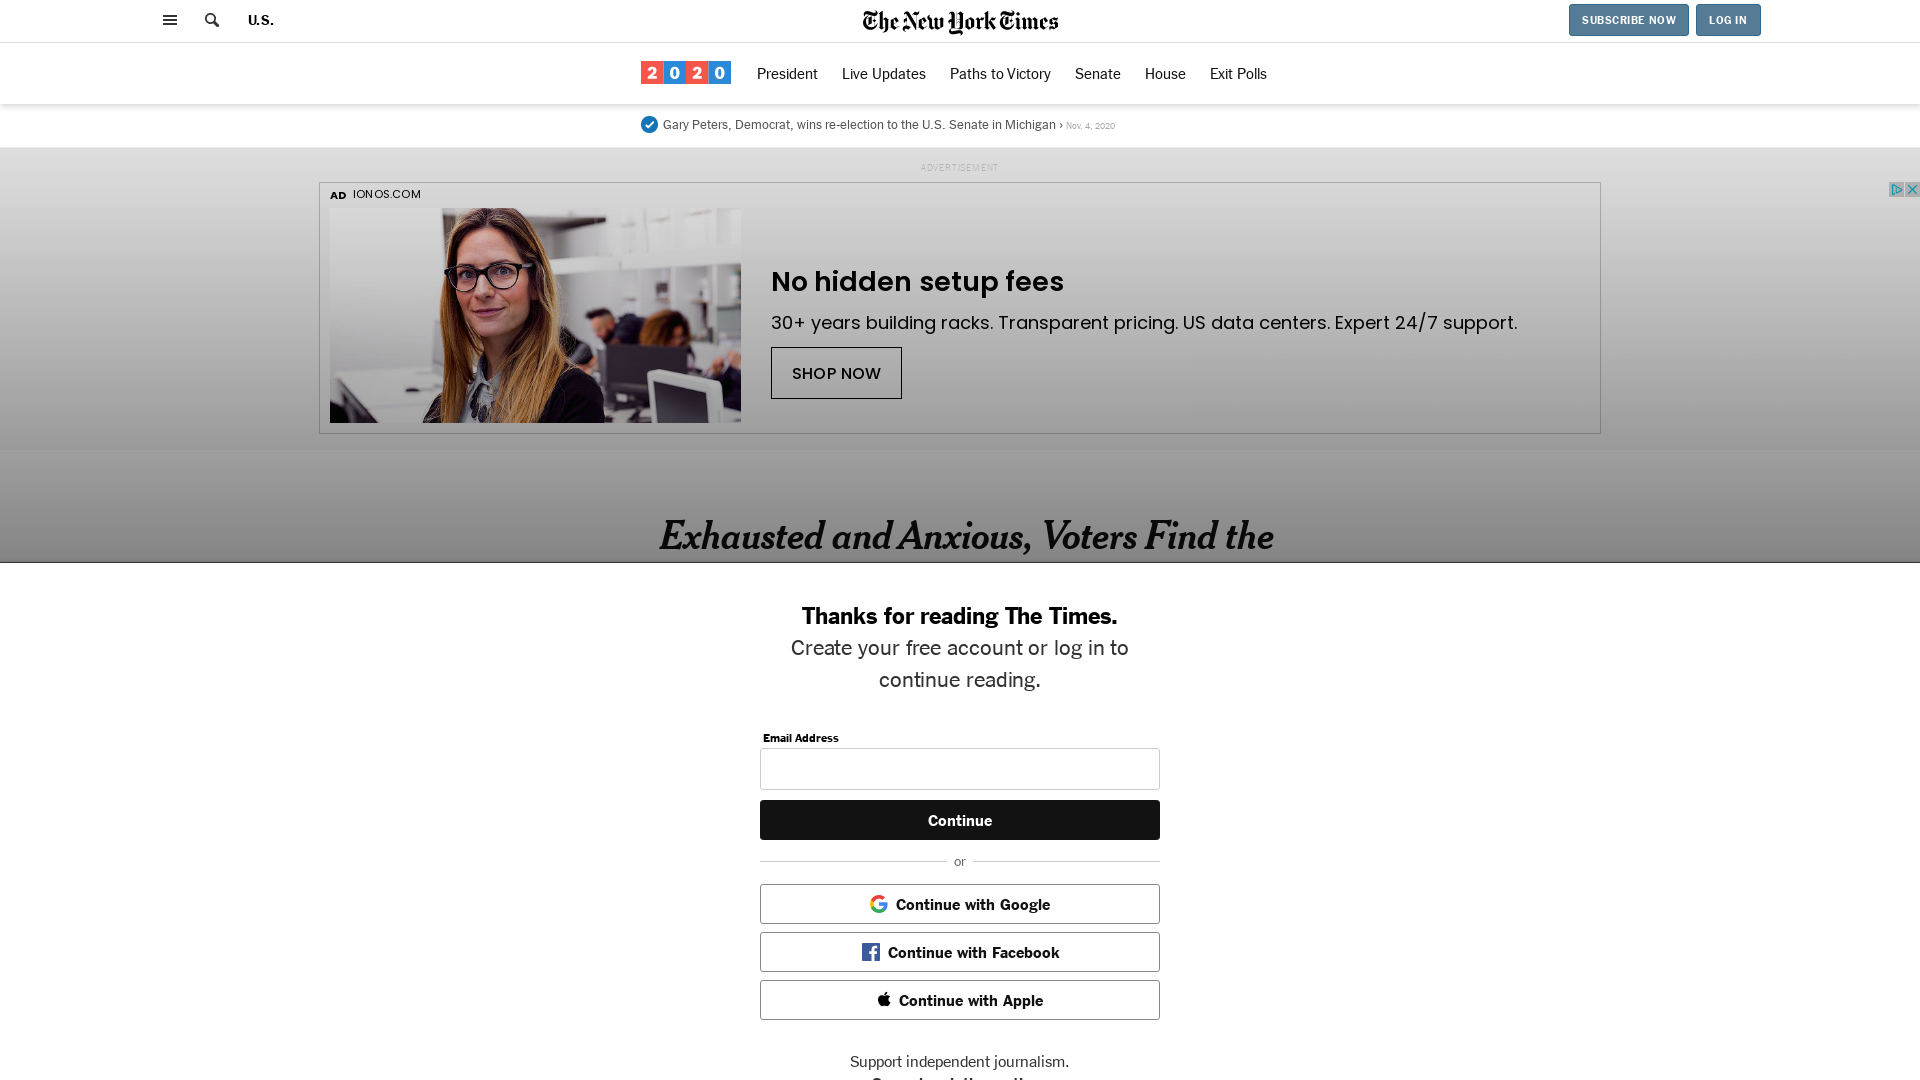 U.S.
The New York Times
SUBSCRIBE NOW
LOG IN
2020
President
Live Updates
Paths to Victory
Senate
House
Exit Polls
Gary Peters, Democrat, wins re-election to the U.S. Senate in Michigan › Nov. 4, 2020
ADVERTISEMENT
AD IONOS.COM
No hidden setup fees
30+ years building racks. Transparent pricing. US data centers. Expert 24/7 support.
SHOP NOW
Exhausted and Anxious, Voters Find the
Thanks for reading The Times.
Create your free account or log in to
continue reading.
Email Address
Continue
or
Continue with Google
Continue with Facebook
Continue with Apple
Support independent journalism.